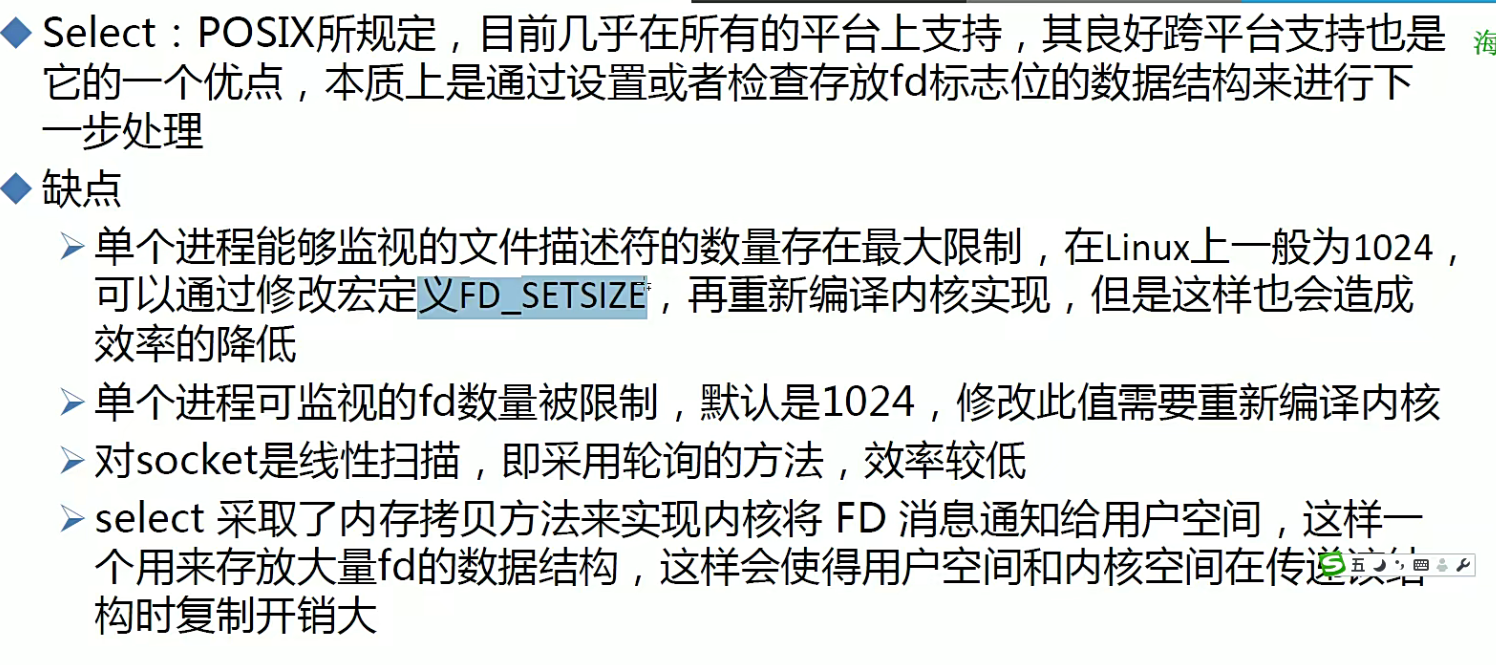 Select：POSIX所规定，目前几乎在所有的平台上支持，其良好跨平台支持也是
它的一个优点，本质上是通过设置或者检查存放fd标志位的数据结构来进行下
一步处理
缺点
单个进程能够监视的文件描述符的数量存在最大限制，在Linux上一般为1024，
可以通过修改宏定义FD_SETSIZE，再重新编译内核实现，但是这样也会造成
效率的降低
单个进程可监视的fd数量被限制，默认是1024，修改此值需要重新编译内核
对socket是线性扫描，即采用轮询的方法，效率较低
select 采取了内存拷贝方法来实现内核将 FD 消息通知给用户空间，这样一
个用来存放大量fd的数据结构，这样会使得用户空间和内核空间在传递该结
构时复制开销大
海
五